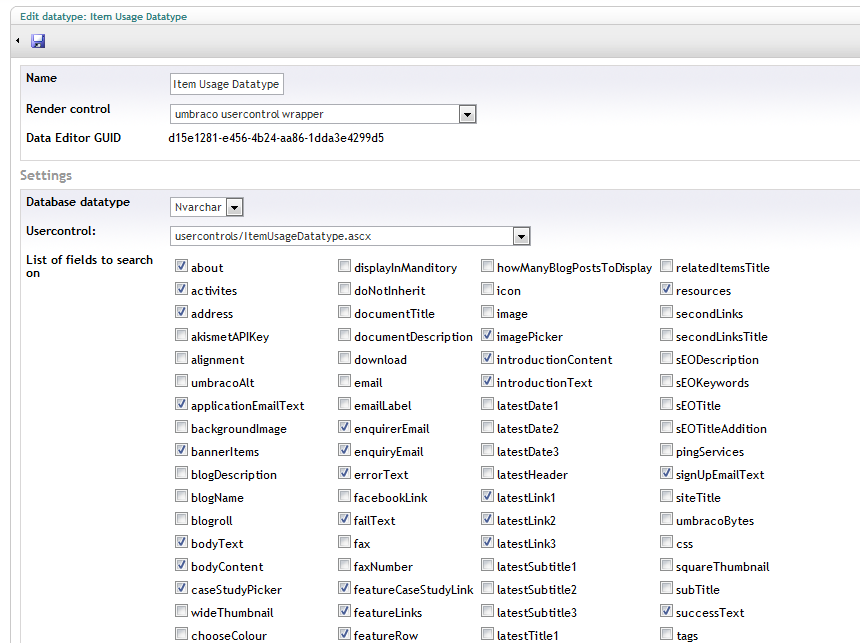 Edit datatype: Item Usage Datatype
Name
Item Usage Datatype
Render control
umbraco usercontrol wrapper
Data Editor GUID
d15e1281-e456-4b24-aa86-1dda3e4299d5
Settings
Database datatype
Nvarchar
Usercontrol:
usercontrols/ItemUsageDatatype.ascx
List of fields to search
on
about displayInManditory howManyBlogPostsToDisplay relatedItemsTitle
activites doNotInherit icon resources
address documentTitle image secondLinks
akismetAPIKey documentDescription imagePicker secondLinksTitle
alignment download introductionContent sEODescription
umbracoAlt email introductionText sEOKeywords
applicationEmailText emailLabel latestDate1 sEOTitle
backgroundImage enquirerEmail latestDate2 sEOTitleAddition
bannerItems enquiryEmail latestDate3 pingServices
blogDescription errorText latestHeader signUpEmailText
blogName facebookLink latestLink1 siteTitle
blogroll failText latestLink2 umbracoBytes
bodyText fax latestLink3 css
bodyContent faxNumber latestSubtitle1 squareThumbnail
caseStudyPicker featureCaseStudyLink latestSubtitle2 subTitle
wideThumbnail featureLinks latestSubtitle3 successText
chooseColour featureRow latestTitle1 tags